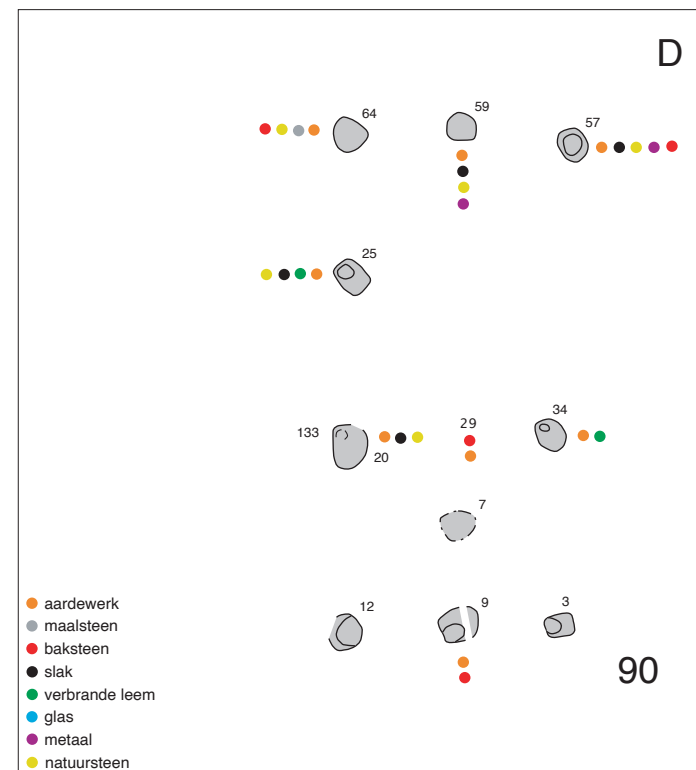 D
64
59
57
25
133
20
29
34
7
12
9
3
90
aardewerk
maalsteen
baksteen
slak
verbrande leem
glas
metaal
natuursteen